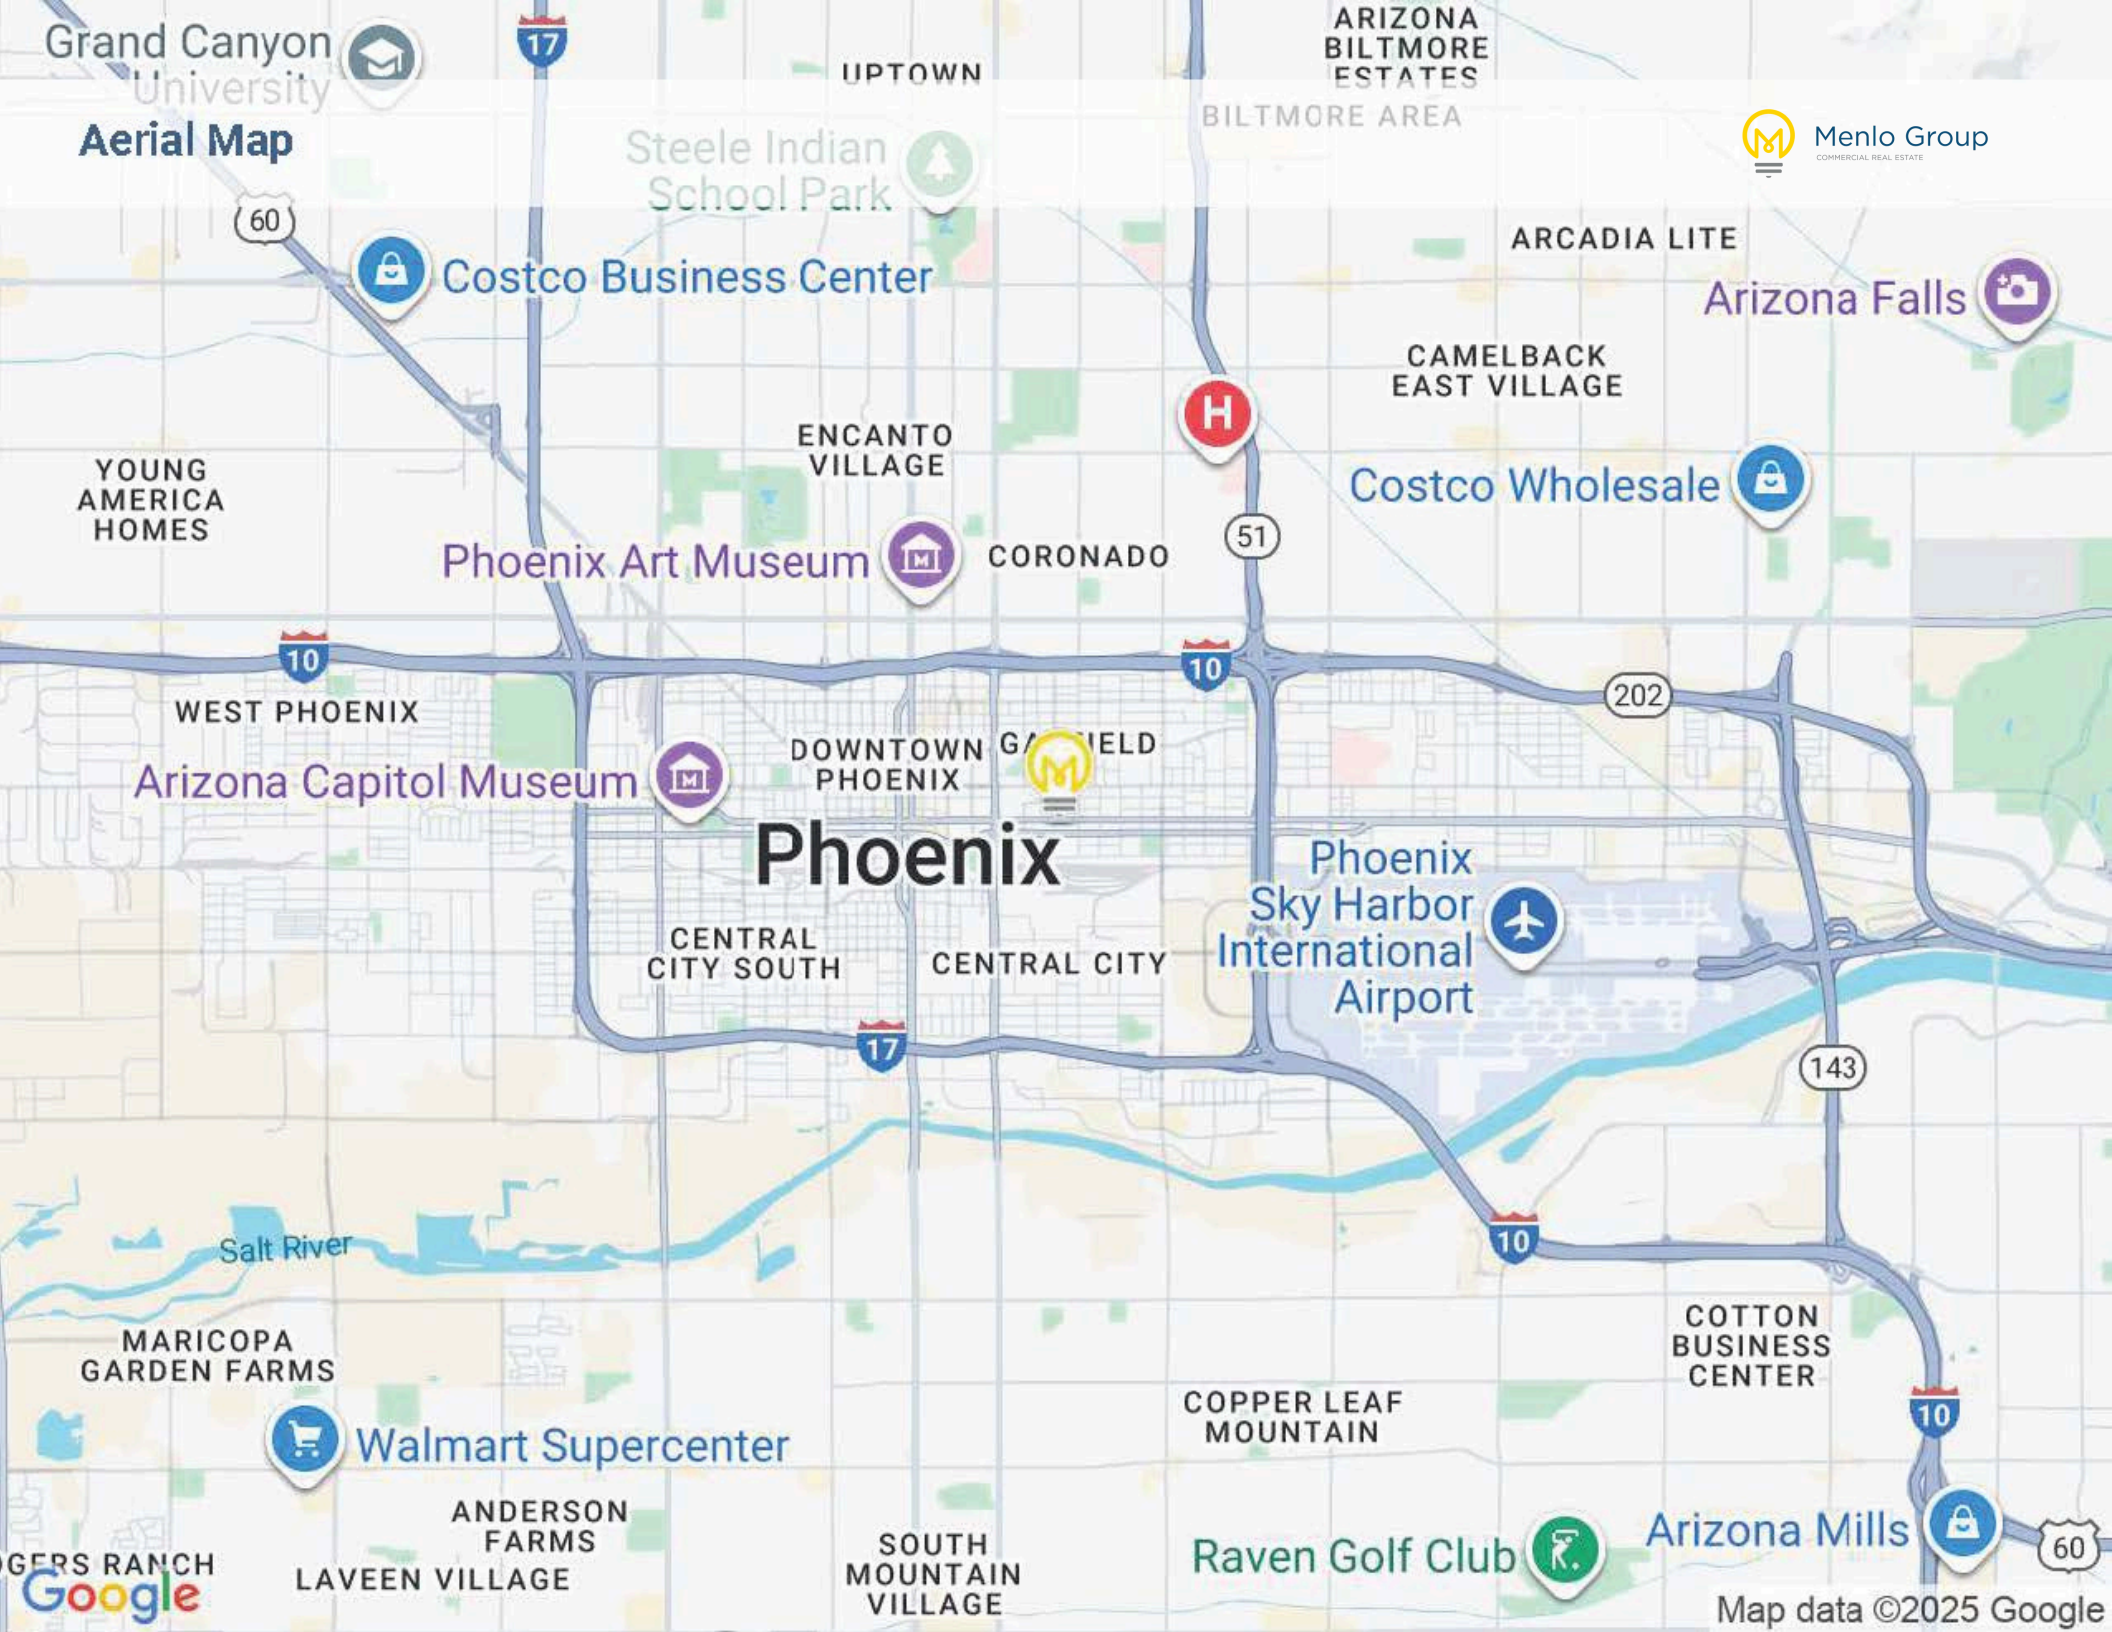 Grand Canyon
University
17
UPTOWN
ARIZONA
BILTMORE
ESTATES
BILTMORE AREA
Aerial Map
Steele Indian
School Park
Menlo Group
COMMERCIAL REAL ESTATE
60
Costco Business Center
ARCADIA LITE
Arizona Falls
CAMELBACK
EAST VILLAGE
H
ENCANTO
VILLAGE
YOUNG
AMERICA
HOMES
Costco Wholesale
51
Phoenix Art Museum
M
CORONADO
10
10
202
WEST PHOENIX
DOWNTOWN
PHOENIX
Arizona Capitol Museum
M
Phoenix
Phoenix
Sky Harbor
International
Airport
CENTRAL
CITY SOUTH
CENTRAL CITY
17
143
Salt River
10
MARICOPA
GARDEN FARMS
COTTON
BUSINESS
CENTER
COPPER LEAF
MOUNTAIN
10
Walmart Supercenter
ANDERSON
FARMS
LAVEEN VILLAGE
SOUTH
MOUNTAIN
VILLAGE
Raven Golf Club
Arizona Mills
60
RANCH
Google
Map data ©2025 Google